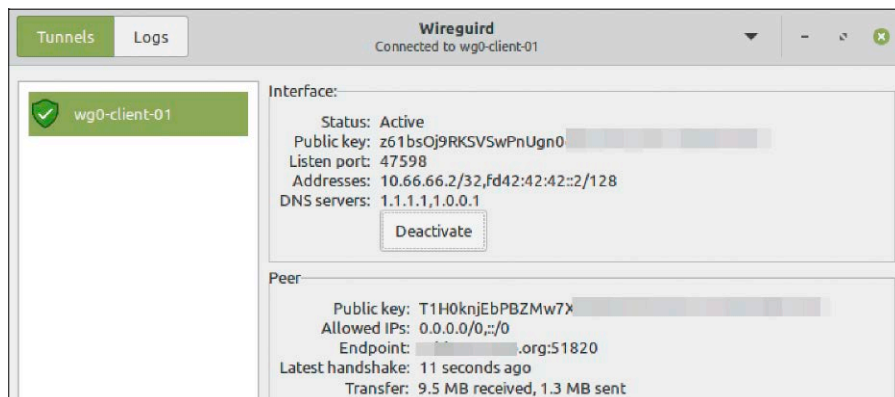 Tunnels Logs
Wireguird
Connected to wg0-client-01
wg0-client-01
Interface:
Status: Active
Public key: z61bsOj9RKSVSwPnUgn0
Listen port: 47598
Addresses: 10.66.66.2/32,fd42:42:42::2/128
DNS servers: 1.1.1.1,1.0.0.1
Deactivate
Peer
Public key: T1H0knjEbPBZMw7X
Allowed IPs: 0.0.0.0/0,::/0
Endpoint: .org:51820
Latest handshake: 11 seconds ago
Transfer: 9.5 MB received, 1.3 MB sent